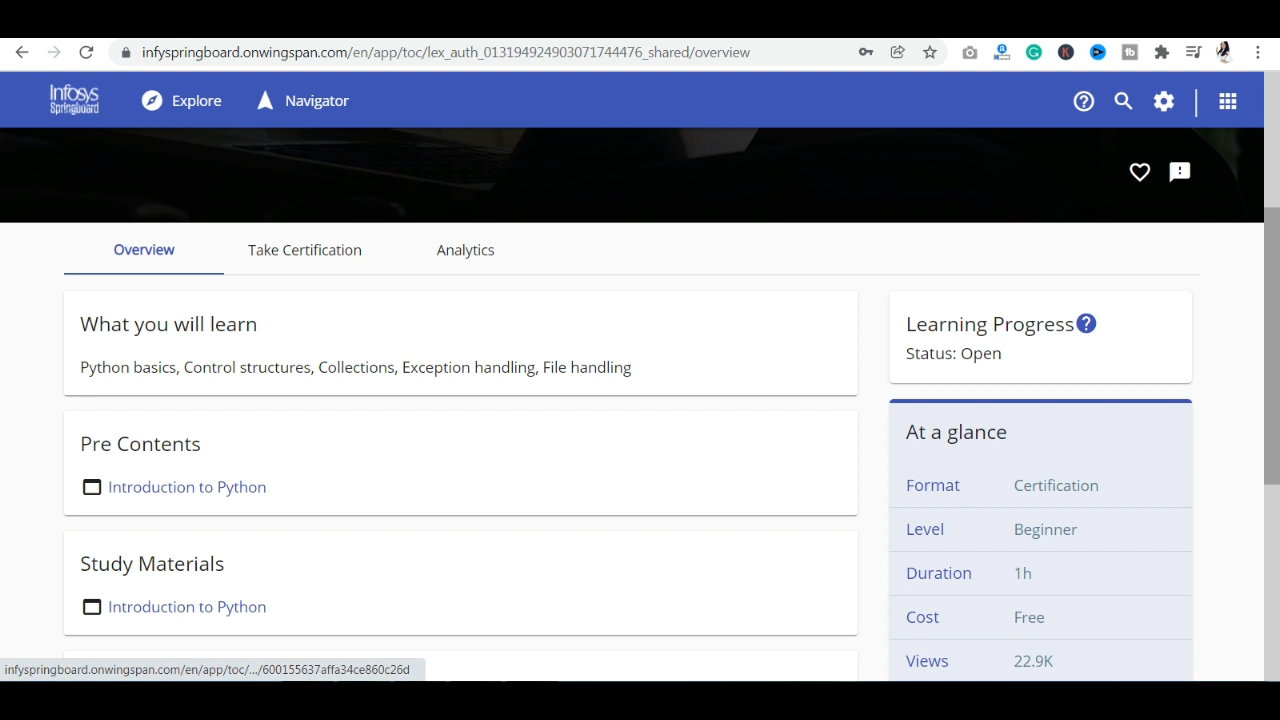 infyspringboard.onwingspan.com/en/app/toc/lex_auth_013194924903071744476_shared/overview
Infosys
Springboard
Explore
Navigator
Overview
Take Certification
Analytics
What you will learn
Python basics, Control structures, Collections, Exception handling, File handling
Pre Contents
Introduction to Python
Study Materials
Introduction to Python
Learning Progress ?
Status: Open
At a glance
Format Certification
Level Beginner
Duration 1h
Cost Free
Views 22.9K
infyspringboard.onwingspan.com/en/app/toc/.../600155637affa34ce860c26d